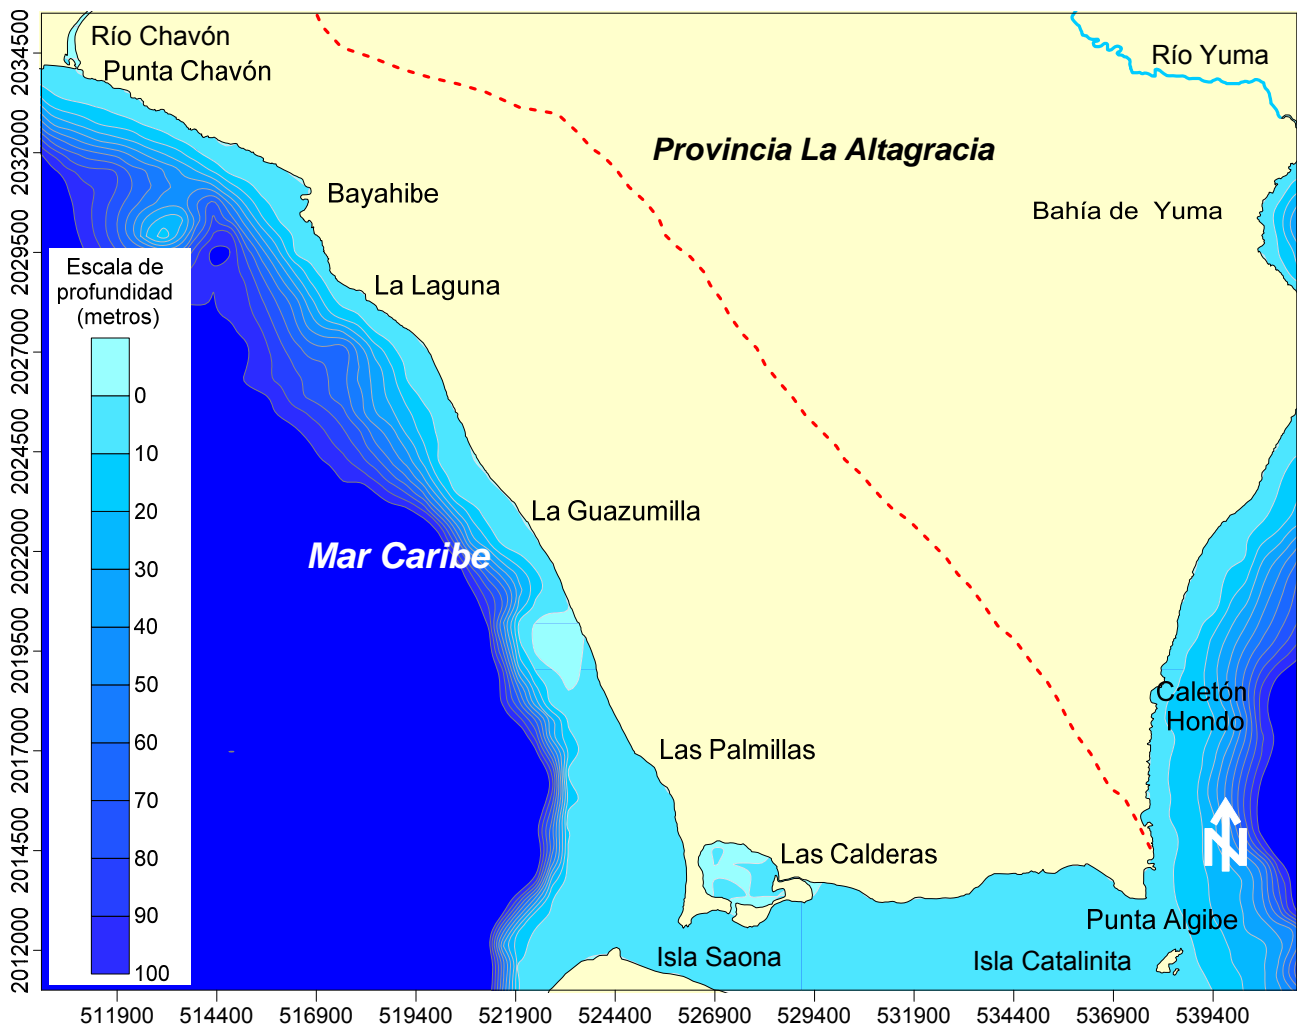 2034500
2032000
2029500
2027000
2024500
2022000
2019500
2017000
2014500
2012000
Río Chavón
Punta Chavón
Río Yuma
Provincia La Altagracia
Bayahibe
Bahía de Yuma
La Laguna
Escala de
profundidad
(metros)
0
10
20
30
40
50
60
70
80
90
100
La Guazumilla
Mar Caribe
Caletón
Hondo
Las Palmillas
N
Las Calderas
Punta Algibe
Isla Saona
Isla Catalinita
511900 514400 516900 519400 521900 524400 526900 529400 531900 534400 536900 539400